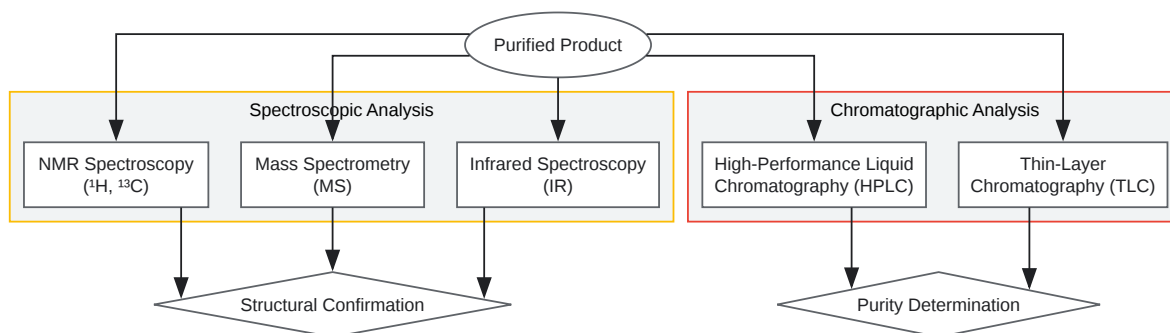 Purified Product
Spectroscopic Analysis
Chromatographic Analysis
NMR Spectroscopy
(¹H, ¹³C)
Mass Spectrometry
(MS)
Infrared Spectroscopy
(IR)
High-Performance Liquid
Chromatography (HPLC)
Thin-Layer
Chromatography (TLC)
Structural Confirmation
Purity Determination